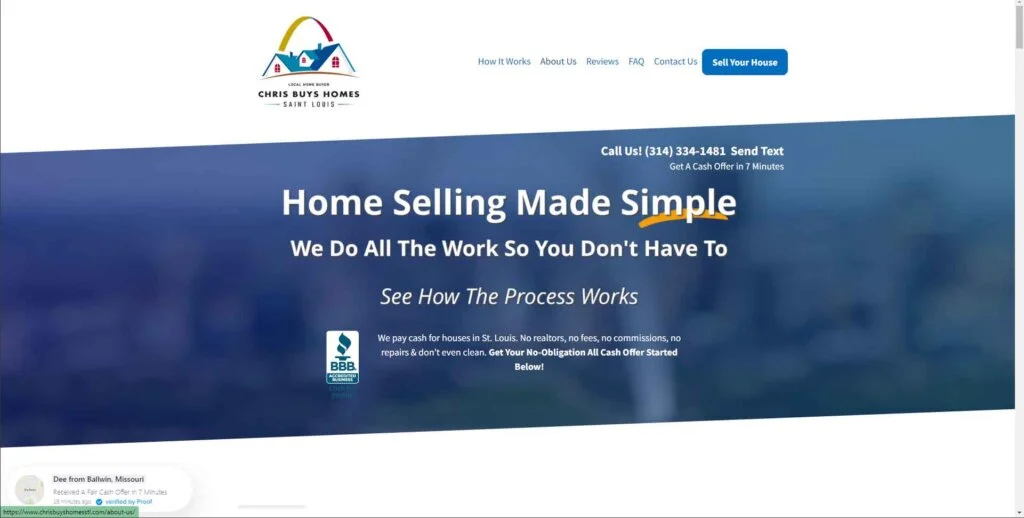 LOCAL HOME BUYER
CHRIS BUYS HOMES
SAINT LOUIS
How It Works About Us Reviews FAQ Contact Us Sell Your House
Call Us! (314) 334-1481 Send Text
Get A Cash Offer in 7 Minutes
Home Selling Made Simple
We Do All The Work So You Don't Have To
See How The Process Works
BBB.
ACCREDITED
BUSINESS
We pay cash for houses in St. Louis. No realtors, no fees, no commissions, no
repairs & don't even clean. Get Your No-Obligation All Cash Offer Started
Below!
Dee from Ballwin, Missouri
Received A Fair Cash Offer in 7 Minutes
28 minutes ago verified by Proof
https://www.chrisbuyshomesstl.com/about-us/